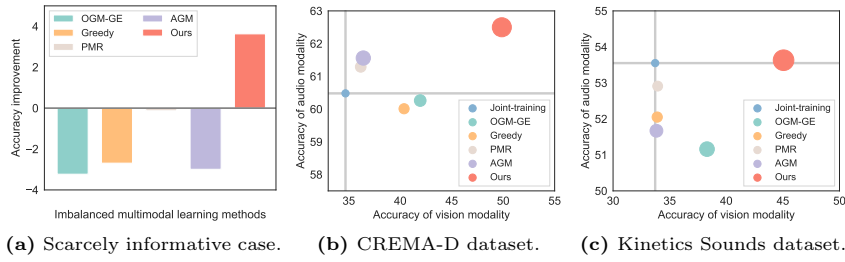 Accuracy improvement
4
2
0
−2
−4
OGM-GE
Greedy
PMR
AGM
Ours
Imbalanced multimodal learning methods
(a) Scarcely informative case.
Accuracy of audio modality
63
62
61
60
59
58
35
40
45
50
55
Joint-training
OGM-GE
Greedy
PMR
AGM
Ours
Accuracy of vision modality
(b) CREMA-D dataset.
Accuracy of audio modality
55
54
53
52
51
50
30
35
40
45
50
Joint-training
OGM-GE
Greedy
PMR
AGM
Ours
Accuracy of vision modality
(c) Kinetics Sounds dataset.